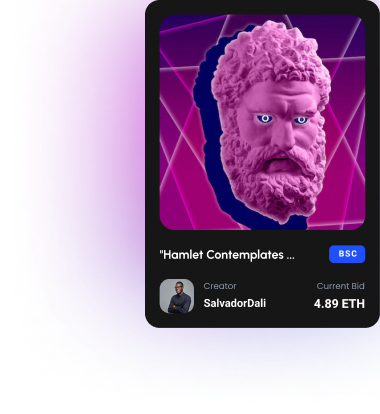 "Hamlet Contemplates ...
BSC
Creator
SalvadorDali
Current Bid
4.89 ETH